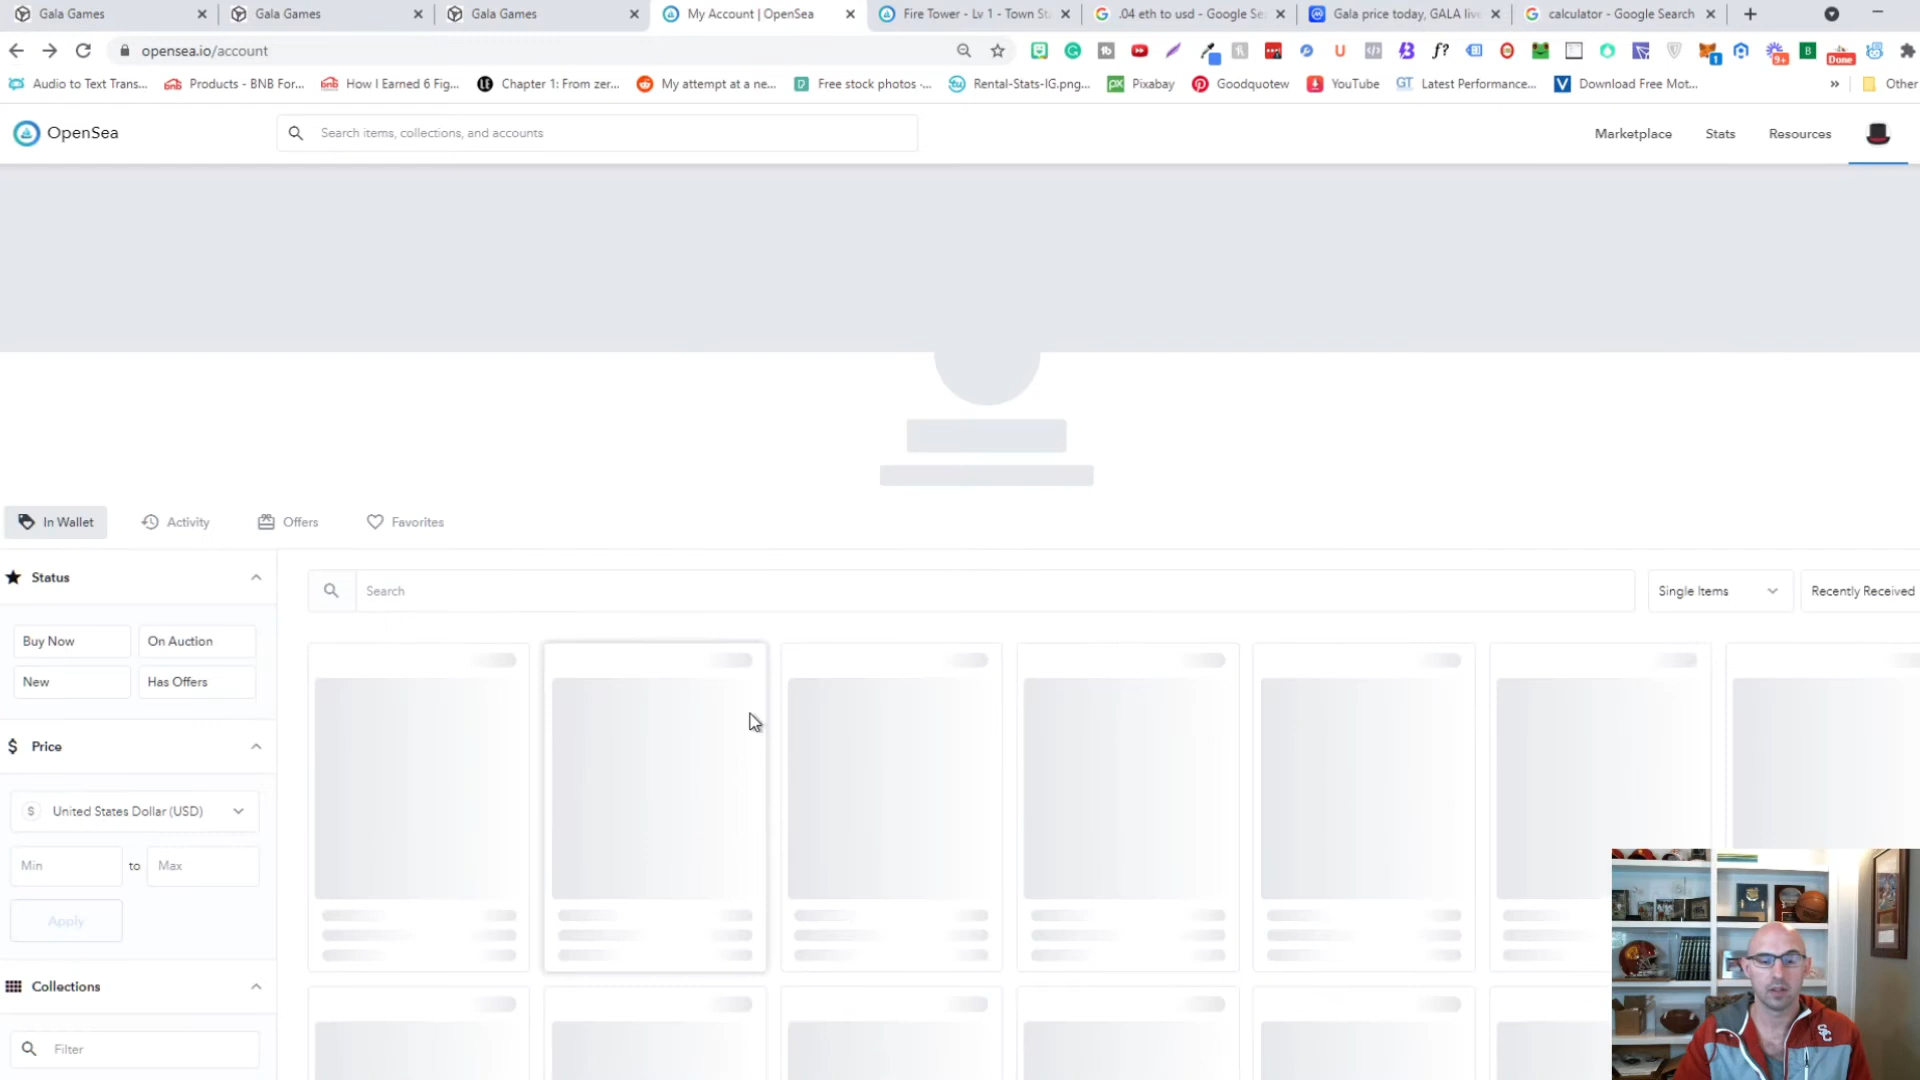 Gala Games
Gala Games
Gala Games
My Account | OpenSea
Fire Tower - Lv 1 - Town St
.04 eth to usd - Google Se
Gala price today, GALA liv
calculator - Google Search
opensea.io/account
9+
1
Done
Audio to Text Trans...
Products - BNB For...
How I Earned 6 Fig...
Chapter 1: From zer...
My attempt at a ne...
Free stock photos -...
Rental-Stats-IG.png...
Pixabay
Goodquotew
YouTube
GT Latest Performance...
Download Free Mot...
»
Other
OpenSea
Search items, collections, and accounts
Marketplace
Stats
Resources
In Wallet
Activity
Offers
Favorites
Status
Search
Single Items
Recently Received
Buy Now
On Auction
New
Has Offers
$ Price
$ United States Dollar (USD)
Min
to
Max
Apply
Collections
Filter
SC